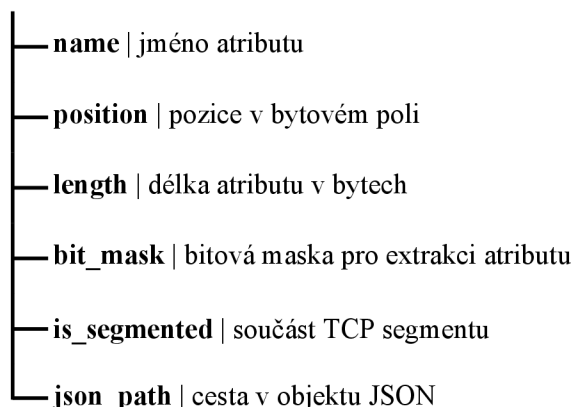 name | jméno atributu
position | pozice v bytovém poli
length | délka atributu v bytech
bit_mask | bitová maska pro extrakci atributu
is_segmented | součást TCP segmentu
json_path | cesta v objektu JSON